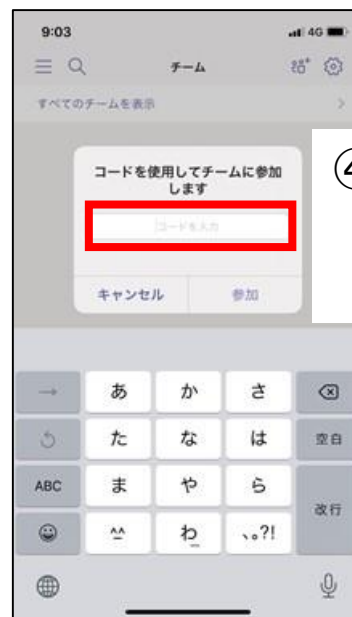 9:03
4G
チーム
すべてのチームを表示
コードを使用してチームに参加
します
コードを入力
キャンセル
参加
→ あ か さ
た な は 空白
ABC ま や ら
^^ わ_ 、。?! 改行